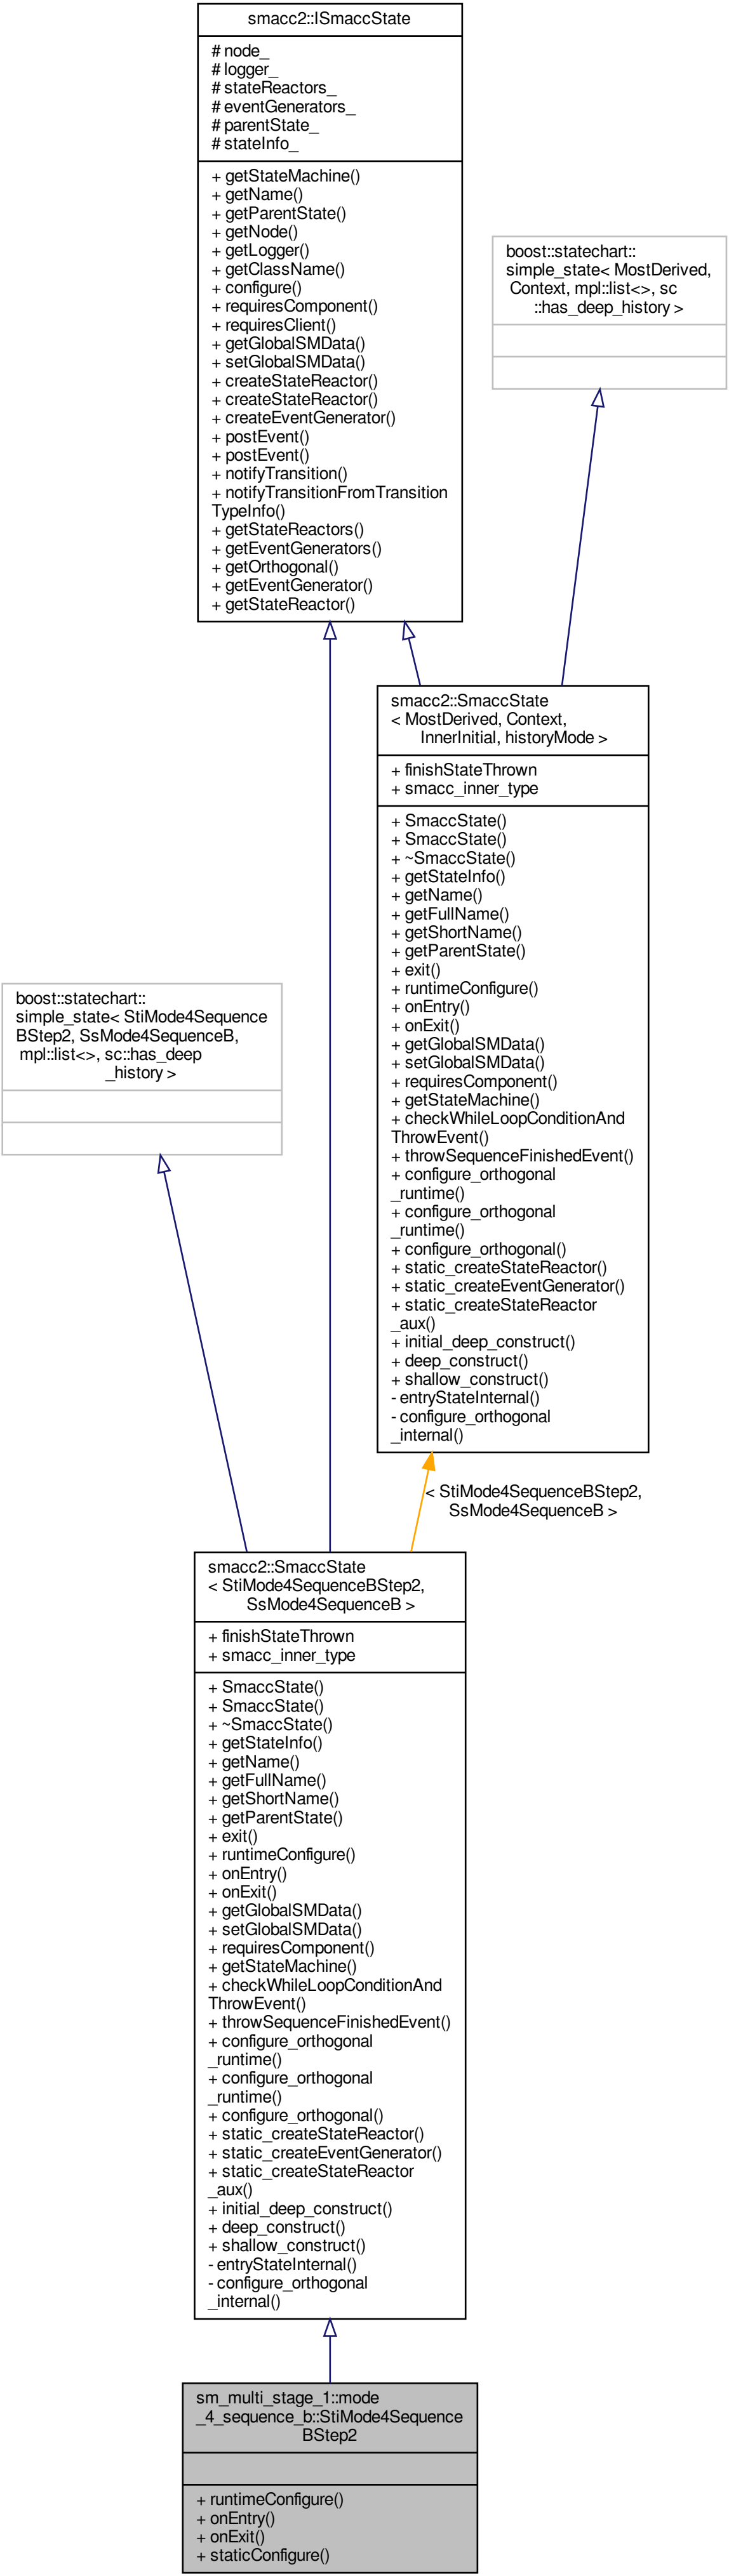 smacc2::ISmaccState
# node_
# logger_
# stateReactors_
# eventGenerators_
# parentState_
# stateInfo_
+ getStateMachine()
+ getName()
+ getParentState()
+ getNode()
+ getLogger()
+ getClassName()
+ configure()
+ requiresComponent()
+ requiresClient()
+ getGlobalSMData()
+ setGlobalSMData()
+ createStateReactor()
+ createStateReactor()
+ createEventGenerator()
+ postEvent()
+ postEvent()
+ notifyTransition()
+ notifyTransitionFromTransition
TypeInfo()
+ getStateReactors()
+ getEventGenerators()
+ getOrthogonal()
+ getEventGenerator()
+ getStateReactor()
boost::statechart::
simple_state< MostDerived,
Context, mpl::list<>, sc
::has_deep_history >
smacc2::SmaccState
< MostDerived, Context,
InnerInitial, historyMode >
+ finishStateThrown
+ smacc_inner_type
+ SmaccState()
+ SmaccState()
+ ~SmaccState()
+ getStateInfo()
+ getName()
+ getFullName()
+ getShortName()
+ getParentState()
+ exit()
+ runtimeConfigure()
+ onEntry()
+ onExit()
+ getGlobalSMData()
+ setGlobalSMData()
+ requiresComponent()
+ getStateMachine()
+ checkWhileLoopConditionAnd
ThrowEvent()
+ throwSequenceFinishedEvent()
+ configure_orthogonal
_runtime()
+ configure_orthogonal
_runtime()
+ configure_orthogonal()
+ static_createStateReactor()
+ static_createEventGenerator()
+ static_createStateReactor
_aux()
+ initial_deep_construct()
+ deep_construct()
+ shallow_construct()
- entryStateInternal()
- configure_orthogonal
_internal()
boost::statechart::
simple_state< StiMode4Sequence
BStep2, SsMode4SequenceB,
mpl::list<>, sc::has_deep
_history >
< StiMode4SequenceBStep2,
SsMode4SequenceB >
smacc2::SmaccState
< StiMode4SequenceBStep2,
SsMode4SequenceB >
+ finishStateThrown
+ smacc_inner_type
+ SmaccState()
+ SmaccState()
+ ~SmaccState()
+ getStateInfo()
+ getName()
+ getFullName()
+ getShortName()
+ getParentState()
+ exit()
+ runtimeConfigure()
+ onEntry()
+ onExit()
+ getGlobalSMData()
+ setGlobalSMData()
+ requiresComponent()
+ getStateMachine()
+ checkWhileLoopConditionAnd
ThrowEvent()
+ throwSequenceFinishedEvent()
+ configure_orthogonal
_runtime()
+ configure_orthogonal
_runtime()
+ configure_orthogonal()
+ static_createStateReactor()
+ static_createEventGenerator()
+ static_createStateReactor
_aux()
+ initial_deep_construct()
+ deep_construct()
+ shallow_construct()
- entryStateInternal()
- configure_orthogonal
_internal()
sm_multi_stage_1::mode
_4_sequence_b::StiMode4Sequence
BStep2
+ runtimeConfigure()
+ onEntry()
+ onExit()
+ staticConfigure()